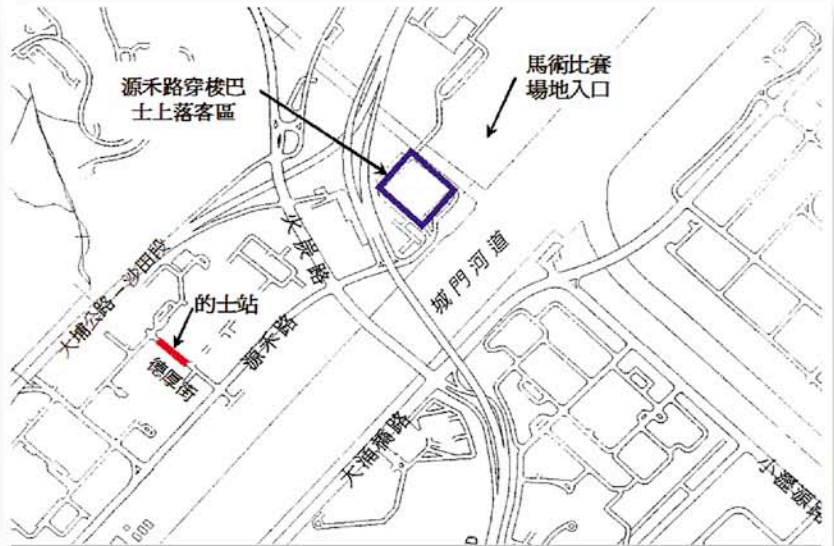 源禾路穿梭巴
士上落客區
馬術比賽
場地入口
火炭路
大埔公路－沙田段
城門河道
的士站
源禾路
德厚街
大涌橋路
小瀝源路